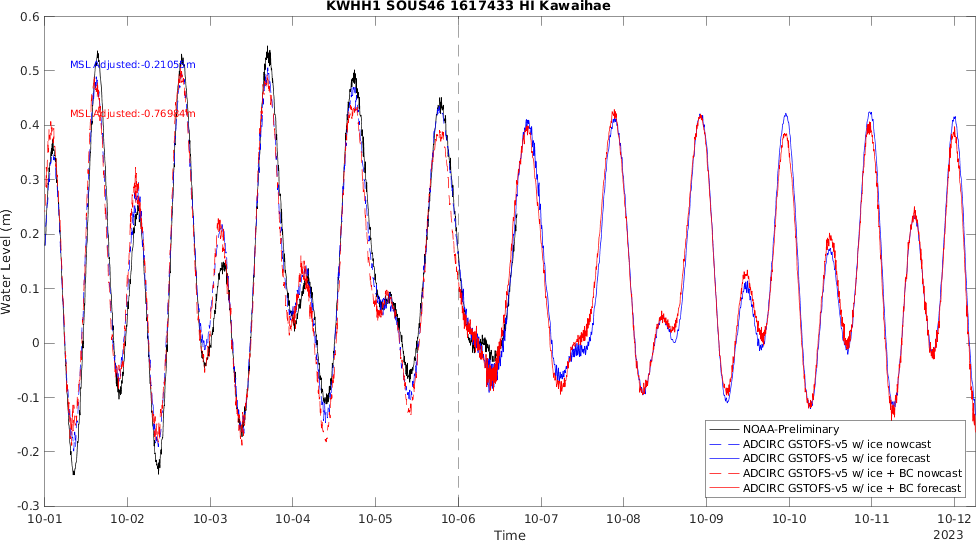 KWHH1 SOUS46 1617433 HI Kawaihae
0.6
0.5
0.4
0.3
0.2
0.1
0
-0.1
-0.2
-0.3
Water Level (m)
MSL Adjusted:-0.2105 m
MSL Adjusted:-0.76984m
NOAA-Preliminary
ADCIRC GSTOFS-v5 w/ ice nowcast
ADCIRC GSTOFS-v5 w/ ice forecast
ADCIRC GSTOFS-v5 w/ ice + BC nowcast
ADCIRC GSTOFS-v5 w/ ice + BC forecast
10-01 10-02 10-03 10-04 10-05 10-06 10-07 10-08 10-09 10-10 10-11 10-12
Time
2023